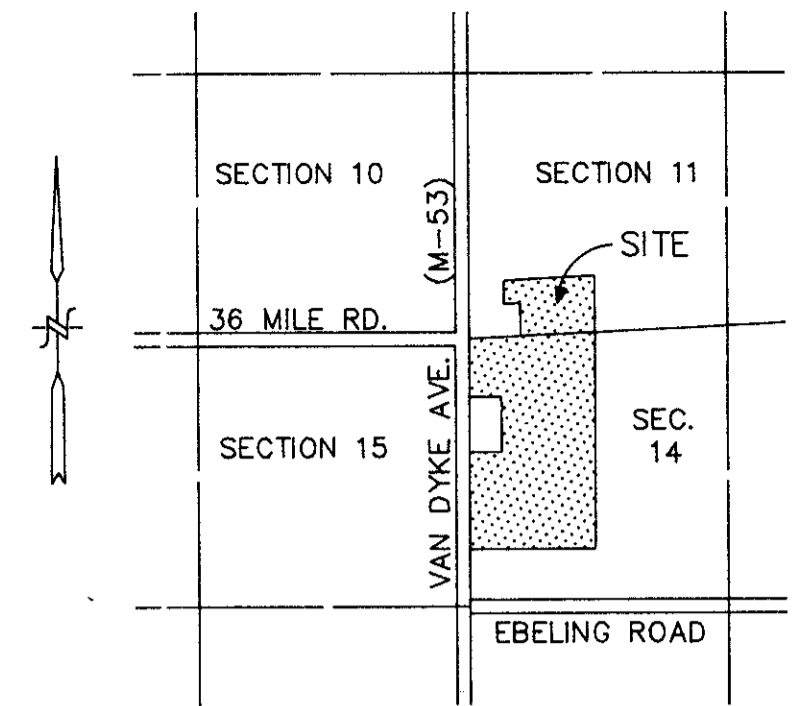 SECTION 10
SECTION 11
(M-53)
SITE
36 MILE RD.
N
VAN DYKE AVE.
SECTION 15
SEC.
14
EBELING ROAD